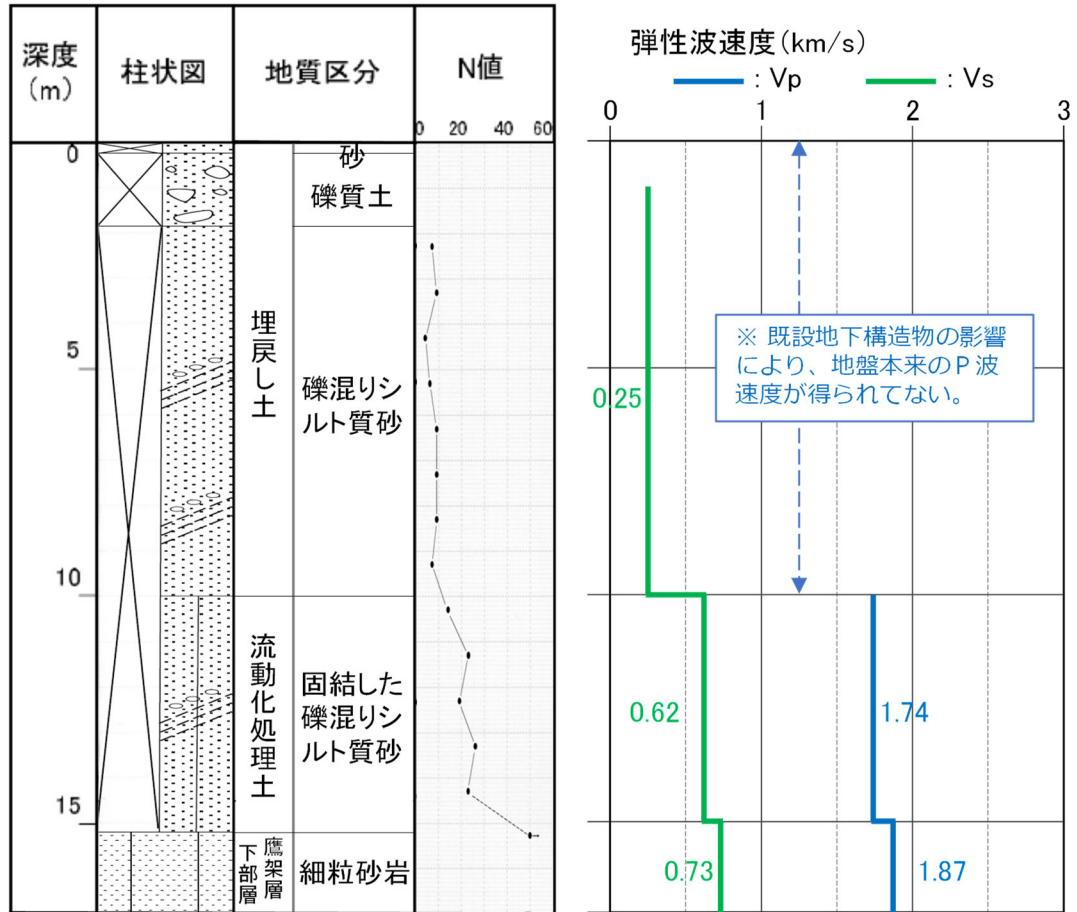 深度
(m)
柱状図
地質区分
N値
0 20 40 60
0
5
10
15
埋戻し土
流動化処理土
鷹架層
下部層
砂
礫質土
礫混りシ
ルト質砂
固結した
礫混りシ
ルト質砂
細粒砂岩
弾性波速度(km/s)
: Vp : Vs
0 1 2 3
※ 既設地下構造物の影響
により、地盤本来のP波
速度が得られてない。
0.25
0.62
1.74
0.73
1.87